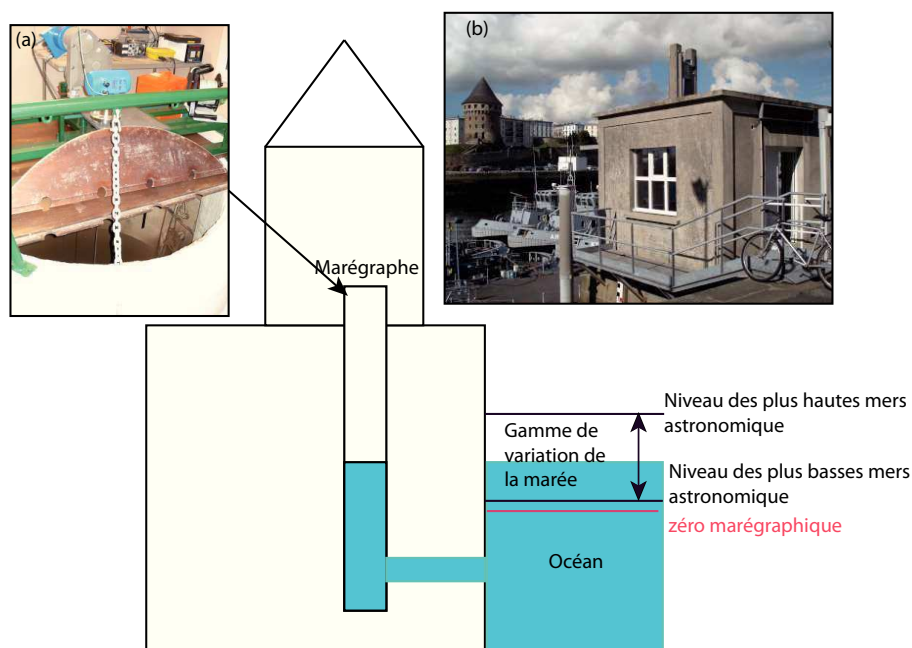 (a)
(b)
Marégraphe
Niveau des plus hautes mers
astronomique
Gamme de
variation de
la marée
Niveau des plus basses mers
astronomique
zéro marégraphique
Océan